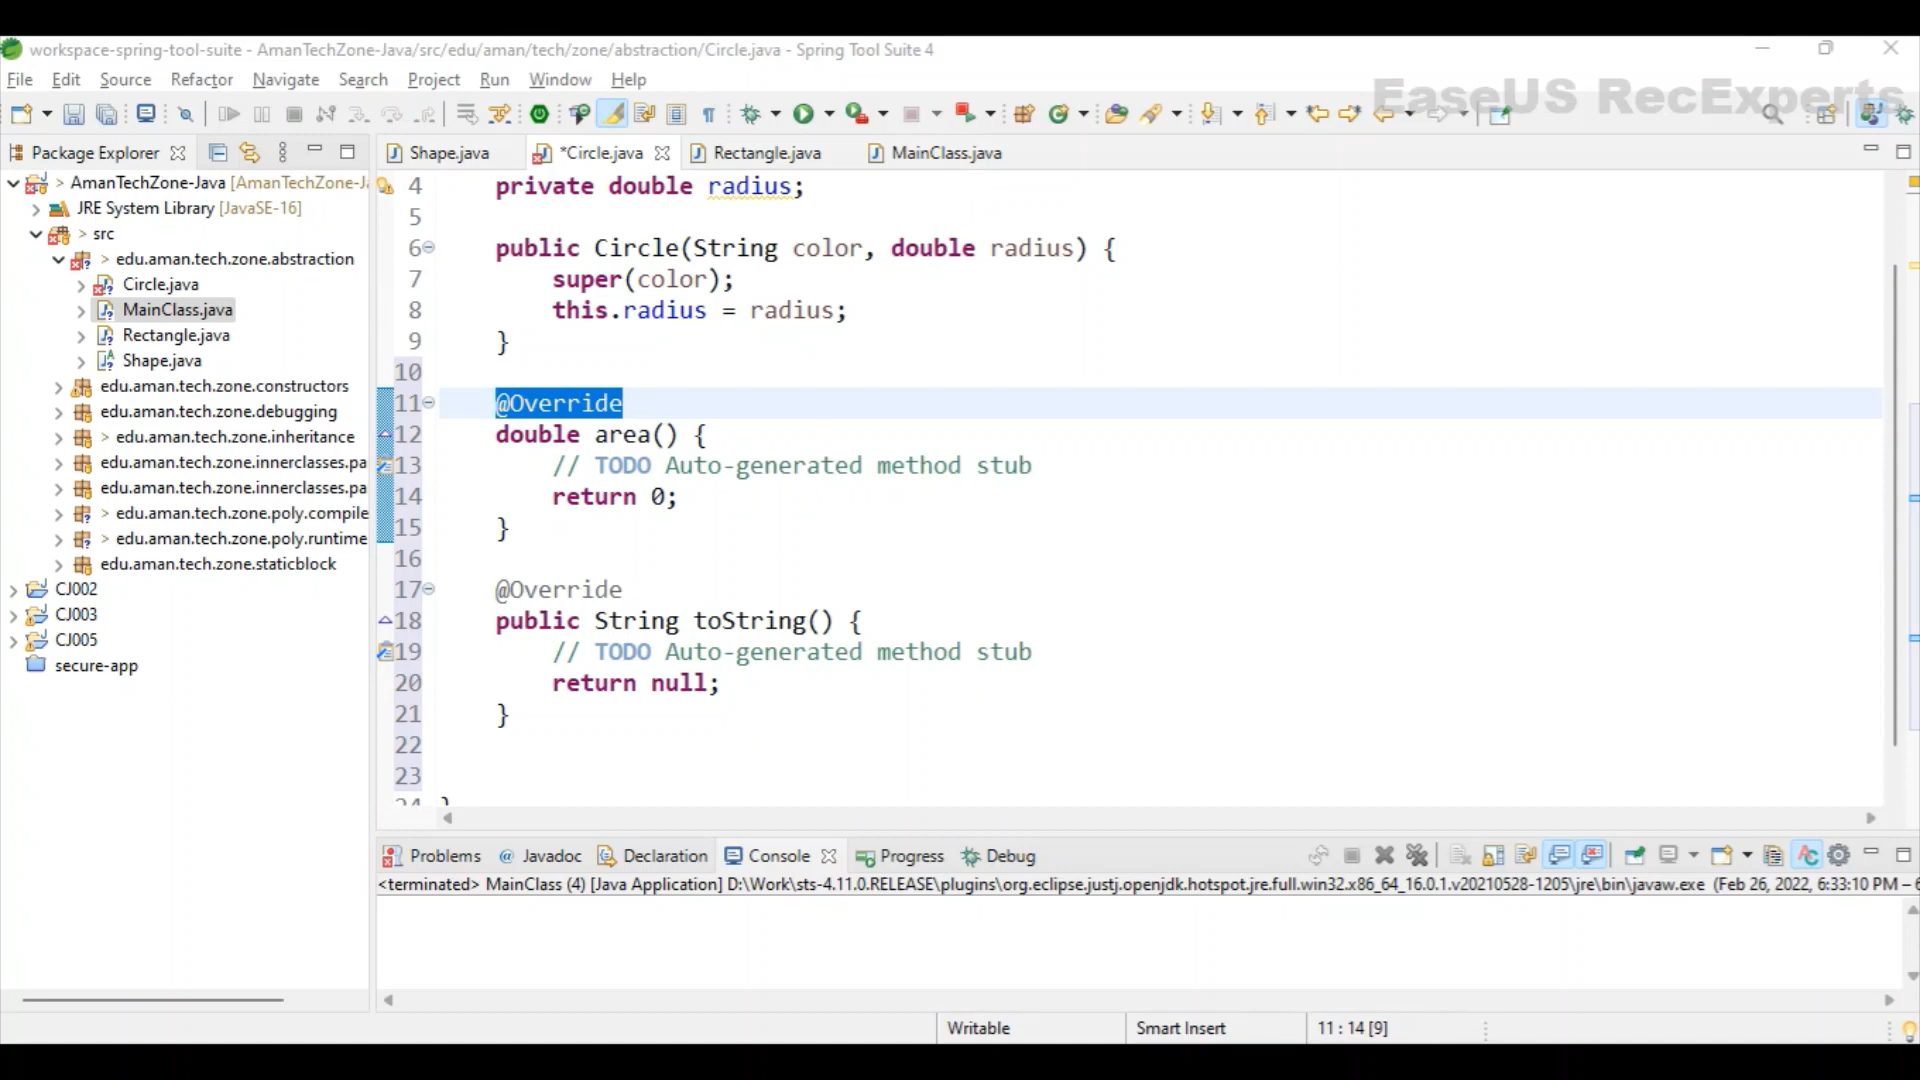 workspace-spring-tool-suite - AmanTechZone-Java/src/edu/aman/tech/zone/abstraction/Circle.java - Spring Tool Suite 4
File Edit Source Refactor Navigate Search Project Run Window Help
EaseUS RecExperts
Package Explorer
Shape.java *Circle.java Rectangle.java MainClass.java
> AmanTechZone-Java [AmanTechZone-J
JRE System Library [JavaSE-16]
> src
> edu.aman.tech.zone.abstraction
Circle.java
MainClass.java
Rectangle.java
Shape.java
edu.aman.tech.zone.constructors
edu.aman.tech.zone.debugging
> edu.aman.tech.zone.inheritance
edu.aman.tech.zone.innerclasses.pa
edu.aman.tech.zone.innerclasses.pa
> edu.aman.tech.zone.poly.compile
> edu.aman.tech.zone.poly.runtime
edu.aman.tech.zone.staticblock
CJ002
CJ003
CJ005
secure-app
4 private double radius;
5
6 public Circle(String color, double radius) {
7 super(color);
8 this.radius = radius;
9 }
10
11 @Override
12 double area() {
13 // TODO Auto-generated method stub
14 return 0;
15 }
16
17 @Override
18 public String toString() {
19 // TODO Auto-generated method stub
20 return null;
21 }
22
23
24 }
Problems @ Javadoc Declaration Console Progress Debug
<terminated> MainClass (4) [Java Application] D:\Work\sts-4.11.0.RELEASE\plugins\org.eclipse.justj.openjdk.hotspot.jre.full.win32.x86_64_16.0.1.v20210528-1205\jre\bin\javaw.exe (Feb 26, 2022, 6:33:10 PM – 6
Writable Smart Insert 11 : 14 [9]